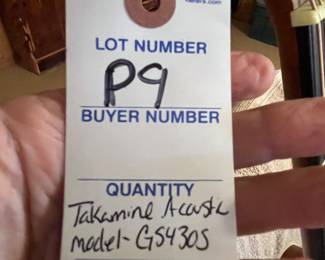 LOT NUMBER
P9
BUYER NUMBER
QUANTITY
Takamine Acoustic
model- GS430S